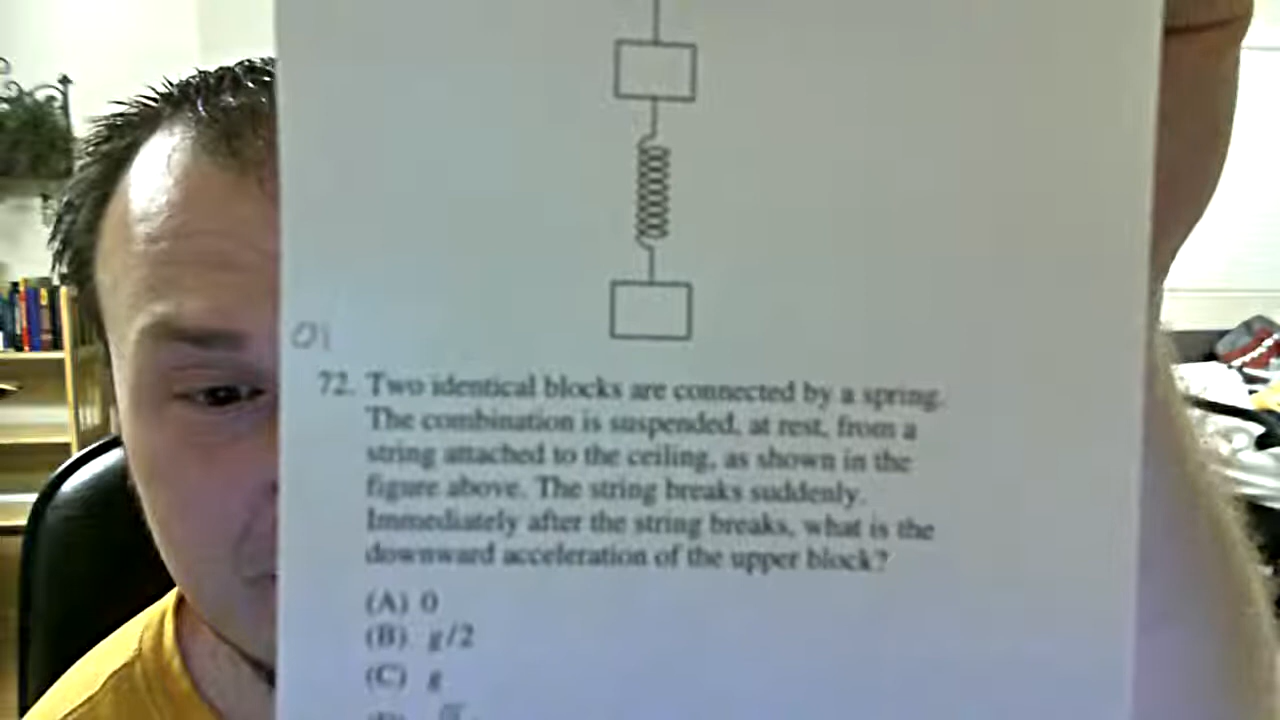 01
72. Two identical blocks are connected by a spring.
The combination is suspended, at rest, from a
string attached to the ceiling, as shown in the
figure above. The string breaks suddenly.
Immediately after the string breaks, what is the
downward acceleration of the upper block?
(A) 0
(B) g/2
(C) g
(D)